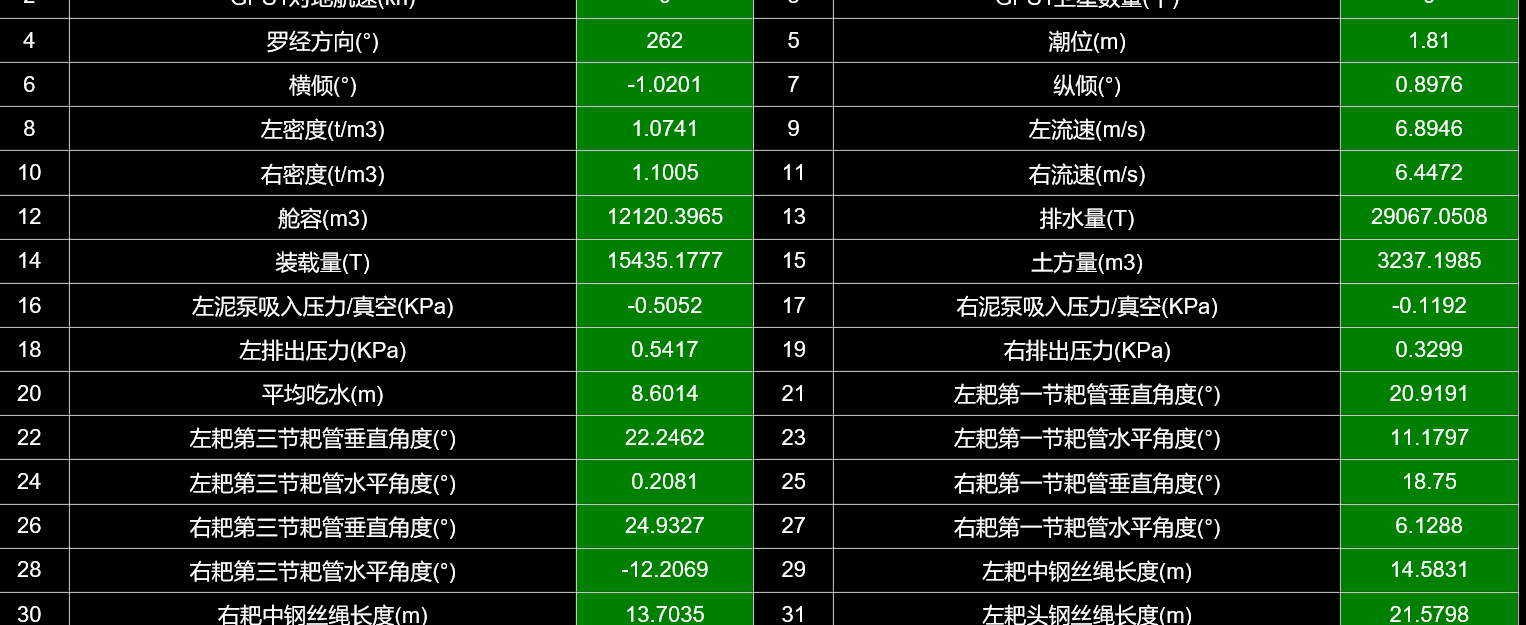 4 罗经方向(°) 262 5 潮位(m) 1.81
6 横倾(°) -1.0201 7 纵倾(°) 0.8976
8 左密度(t/m3) 1.0741 9 左流速(m/s) 6.8946
10 右密度(t/m3) 1.1005 11 右流速(m/s) 6.4472
12 舱容(m3) 12120.3965 13 排水量(T) 29067.0508
14 装载量(T) 15435.1777 15 土方量(m3) 3237.1985
16 左泥泵吸入压力/真空(KPa) -0.5052 17 右泥泵吸入压力/真空(KPa) -0.1192
18 左排出压力(KPa) 0.5417 19 右排出压力(KPa) 0.3299
20 平均吃水(m) 8.6014 21 左耙第一节耙管垂直角度(°) 20.9191
22 左耙第三节耙管垂直角度(°) 22.2462 23 左耙第一节耙管水平角度(°) 11.1797
24 左耙第三节耙管水平角度(°) 0.2081 25 右耙第一节耙管垂直角度(°) 18.75
26 右耙第三节耙管垂直角度(°) 24.9327 27 右耙第一节耙管水平角度(°) 6.1288
28 右耙第三节耙管水平角度(°) -12.2069 29 左耙中钢丝绳长度(m) 14.5831
30 右耙中钢丝绳长度(m) 13.7035 31 左耙头钢丝绳长度(m) 21.5798